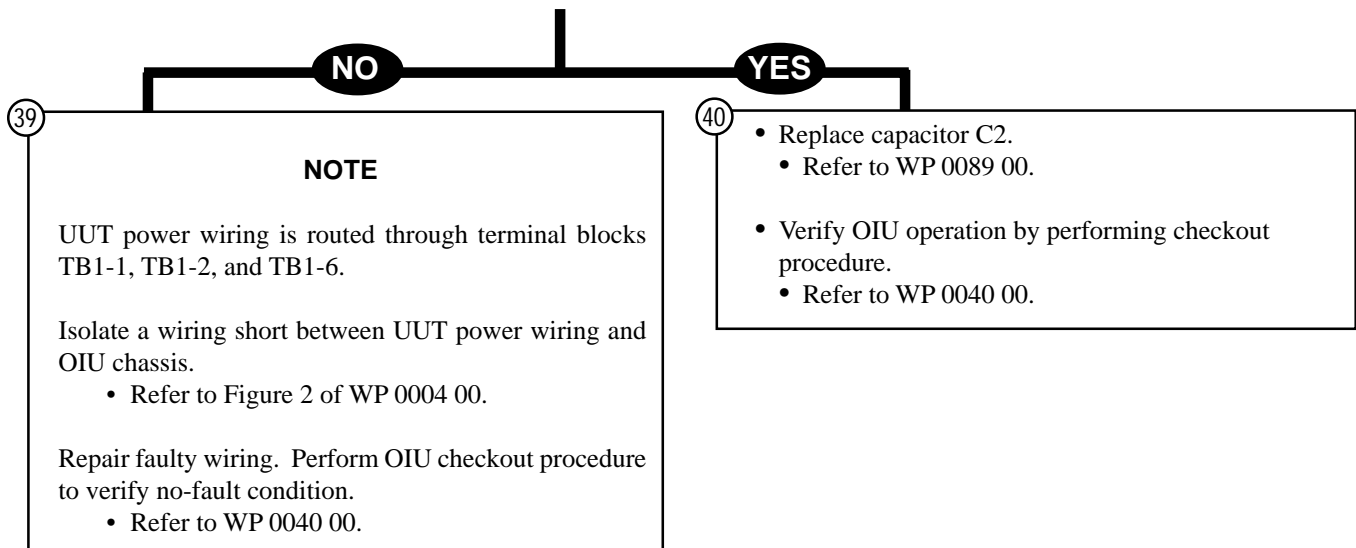 NO
YES
39
NOTE
UUT power wiring is routed through terminal blocks
TB1-1, TB1-2, and TB1-6.
Isolate a wiring short between UUT power wiring and
OIU chassis.
• Refer to Figure 2 of WP 0004 00.
Repair faulty wiring. Perform OIU checkout procedure
to verify no-fault condition.
• Refer to WP 0040 00.
40
• Replace capacitor C2.
• Refer to WP 0089 00.
• Verify OIU operation by performing checkout
procedure.
• Refer to WP 0040 00.